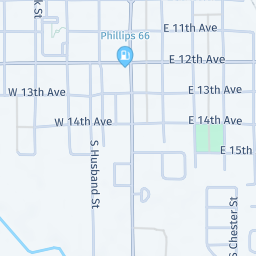 k St
E 11th Ave
Phillips 66
E 12th Ave
W 13th Ave
E 13th Ave
W 14th Ave
E 14th Ave
E 15th
S Husband St
S Chester St